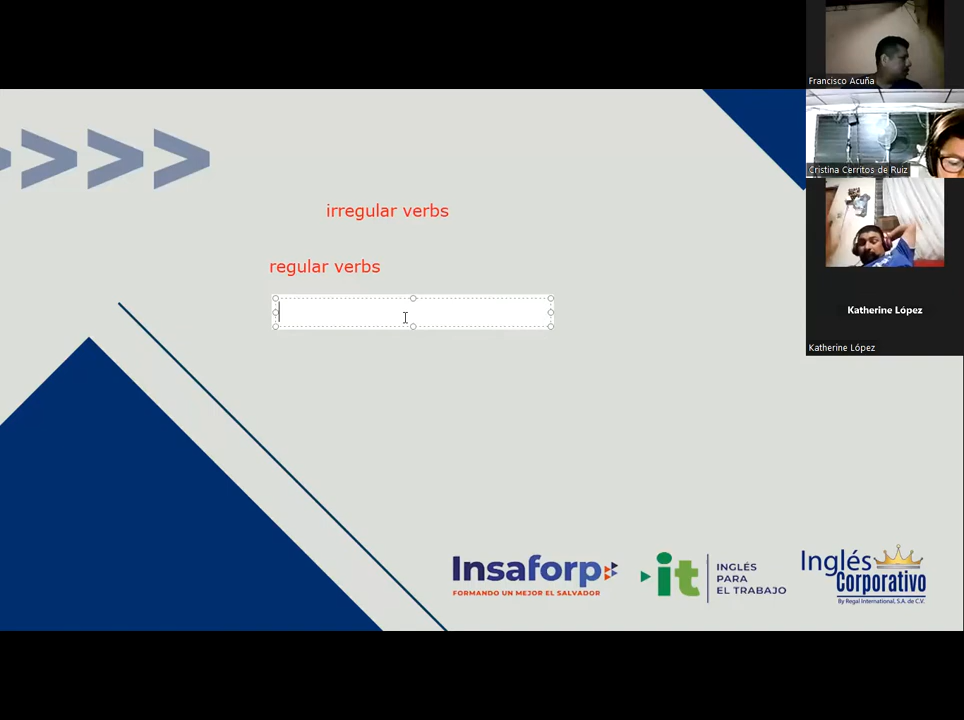 Francisco Acuña
Cristina Cerritos de Ruiz
Katherine López
Katherine López
irregular verbs
regular verbs
Insaforp
FORMANDO UN MEJOR EL SALVADOR
it
INGLÉS
PARA
EL TRABAJO
Inglés
Corporativo
By Regal International, S.A. de C.V.